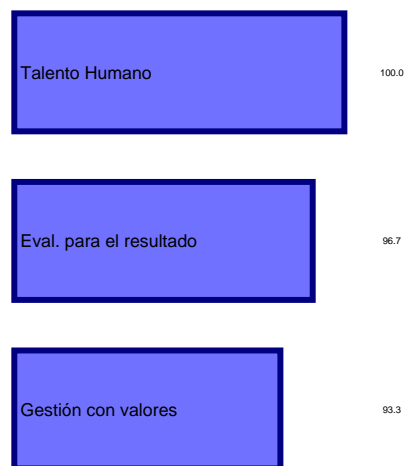 Talento Humano 100.0
Eval. para el resultado 96.7
Gestión con valores 93.3